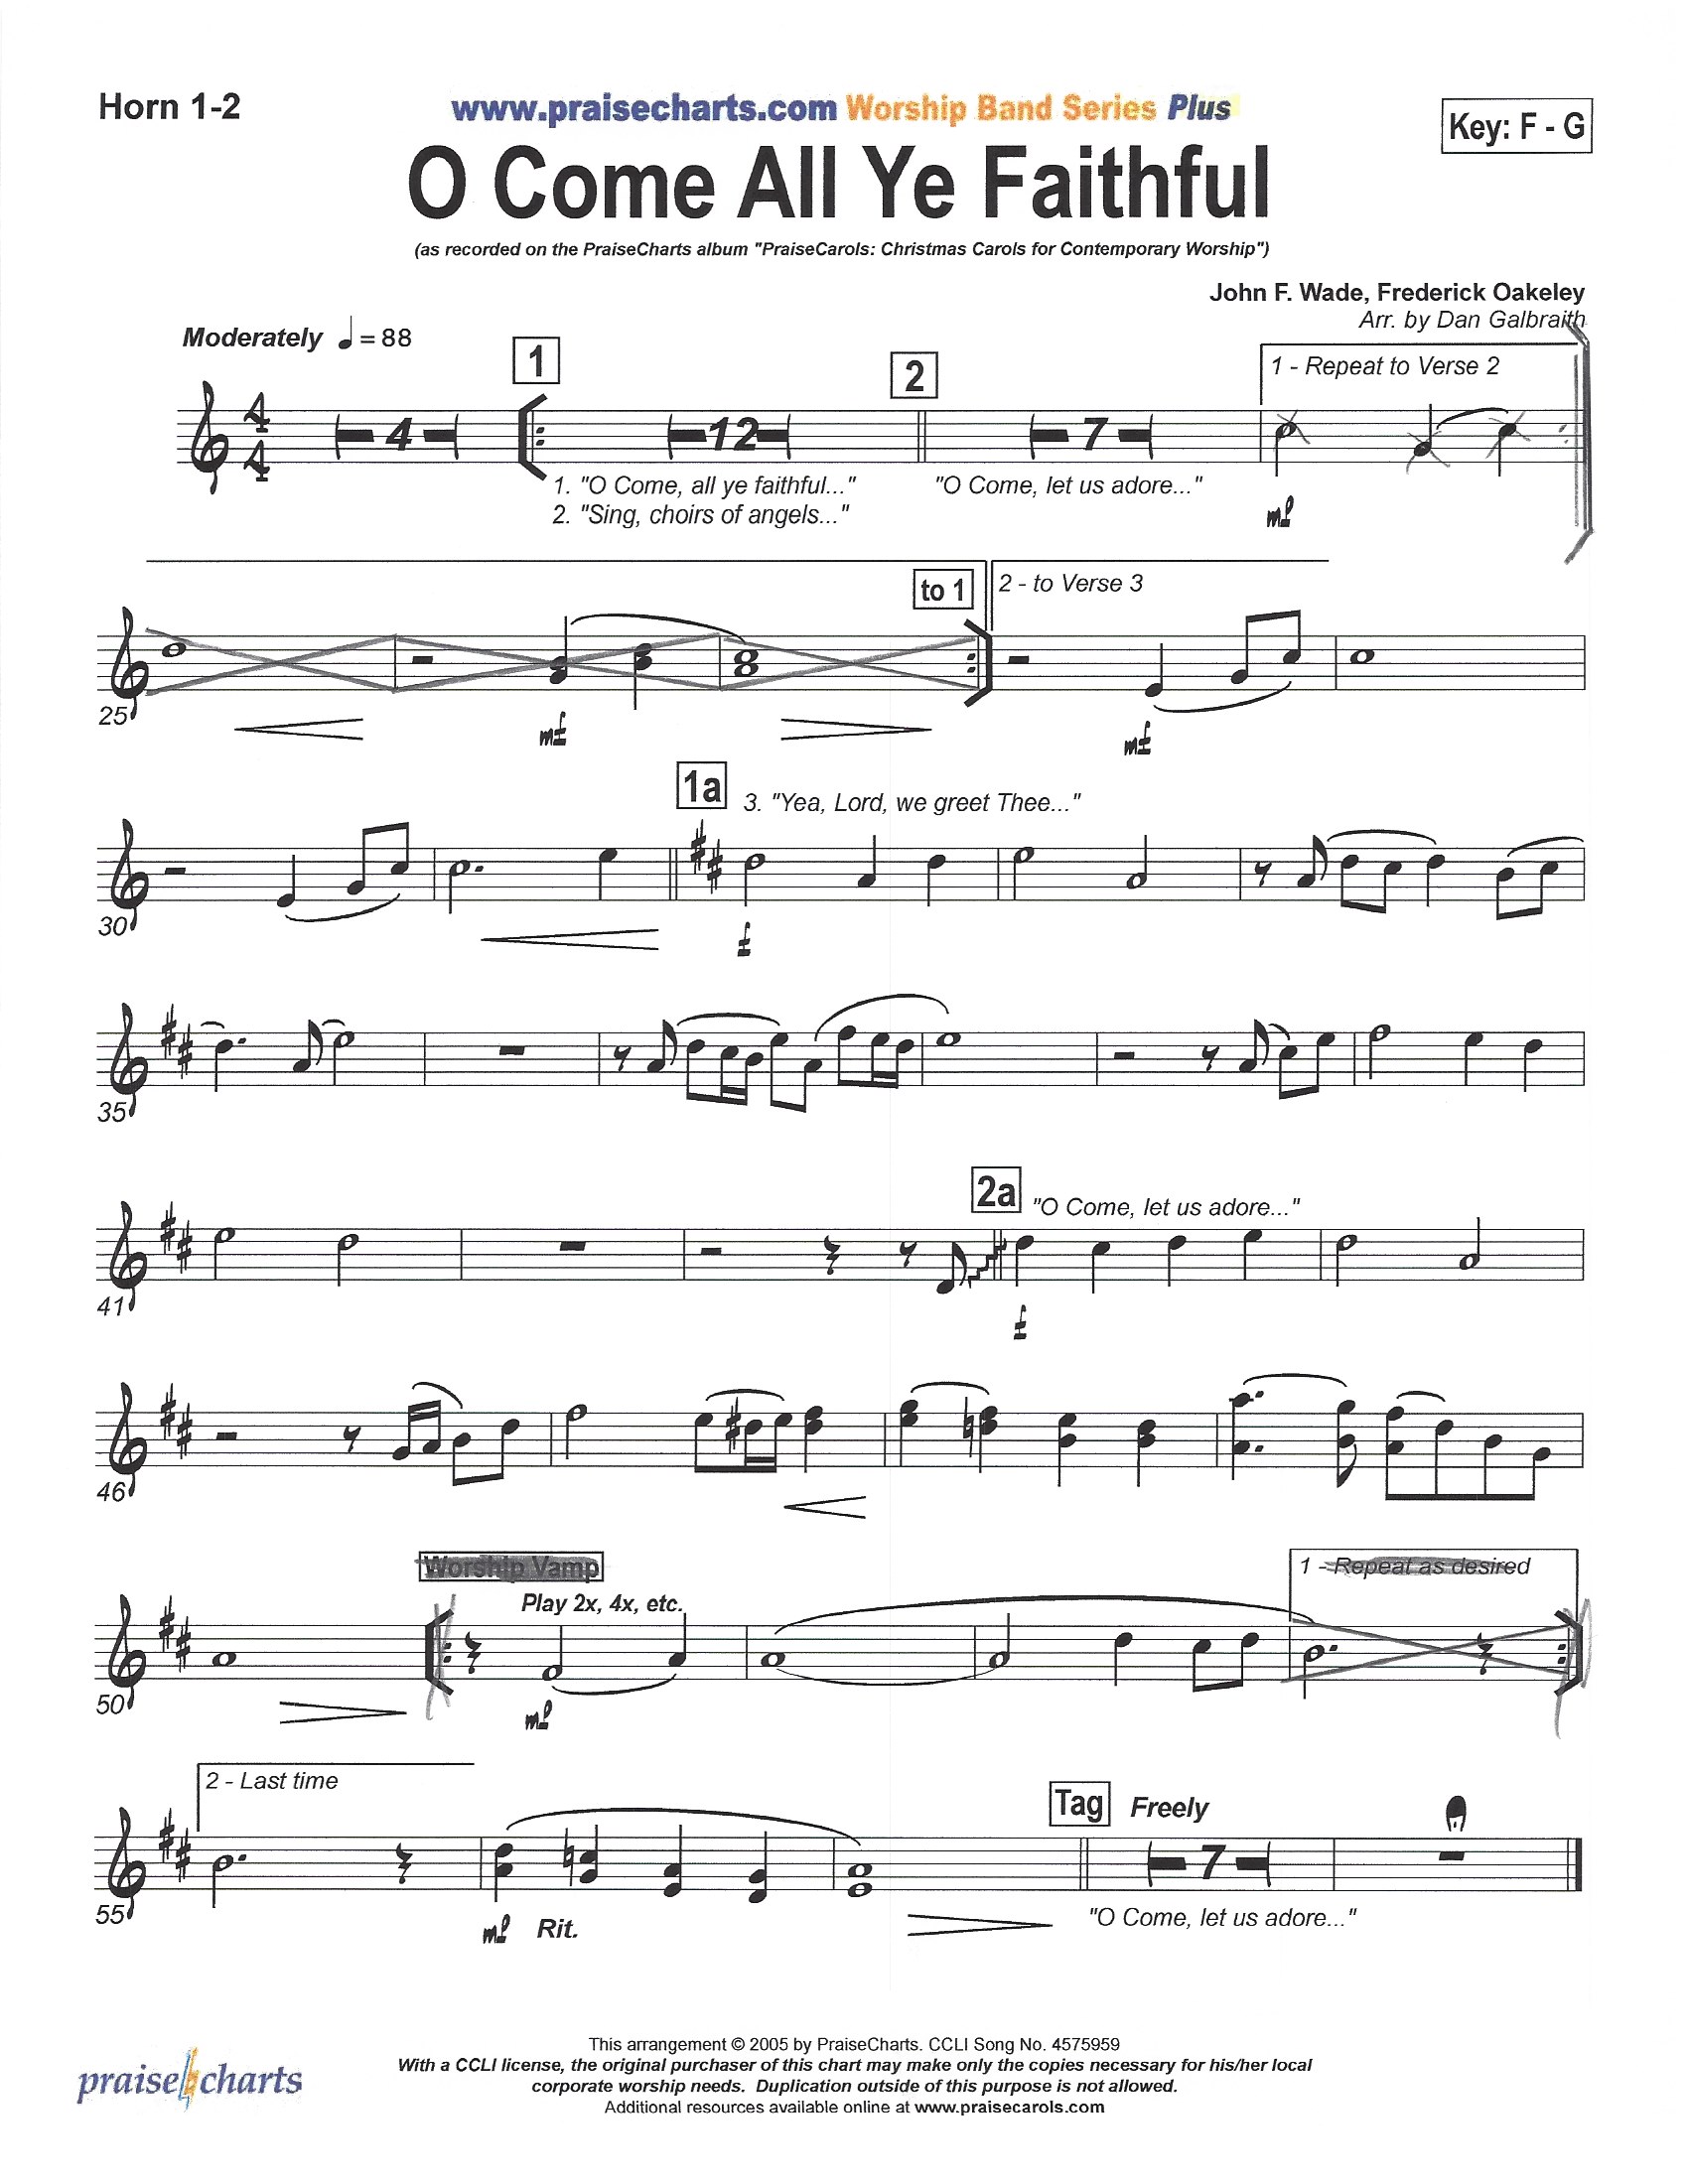 Horn 1-2
www.praisecharts.com Worship Band Series Plus
Key: F - G
O Come All Ye Faithful
(as recorded on the PraiseCharts album "PraiseCarols: Christmas Carols for Contemporary Worship")
John F. Wade, Frederick Oakeley
Arr. by Dan Galbraith
Moderately ♩ = 88
1
2
1 - Repeat to Verse 2
4
4
4
12
7
1. "O Come, all ye faithful..."
2. "Sing, choirs of angels..."
"O Come, let us adore..."
mp
to 1
2 - to Verse 3
25
mf
mf
1a
3. "Yea, Lord, we greet Thee..."
30
f
35
2a
"O Come, let us adore..."
41
f
46
Worship Vamp
1 - Repeat as desired
Play 2x, 4x, etc.
50
mp
2 - Last time
Tag
Freely
7
55
mp
Rit.
"O Come, let us adore..."
This arrangement © 2005 by PraiseCharts. CCLI Song No. 4575959
With a CCLI license, the original purchaser of this chart may make only the copies necessary for his/her local
corporate worship needs. Duplication outside of this purpose is not allowed.
Additional resources available online at www.praisecarols.com
praisecharts